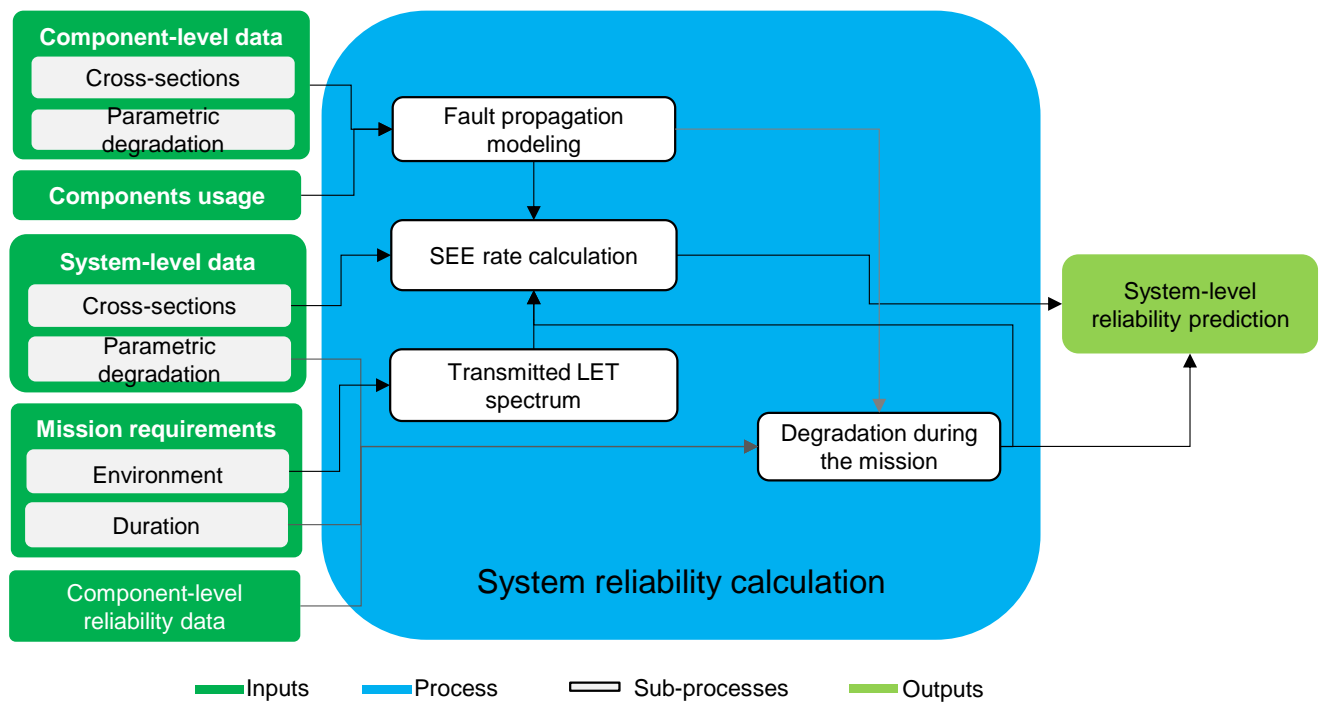 Component-level data
Cross-sections
Parametric
degradation
Components usage
System-level data
Cross-sections
Parametric
degradation
Mission requirements
Environment
Duration
Component-level
reliability data
Fault propagation
modeling
SEE rate calculation
Transmitted LET
spectrum
Degradation during
the mission
System reliability calculation
System-level
reliability prediction
Inputs
Process
Sub-processes
Outputs